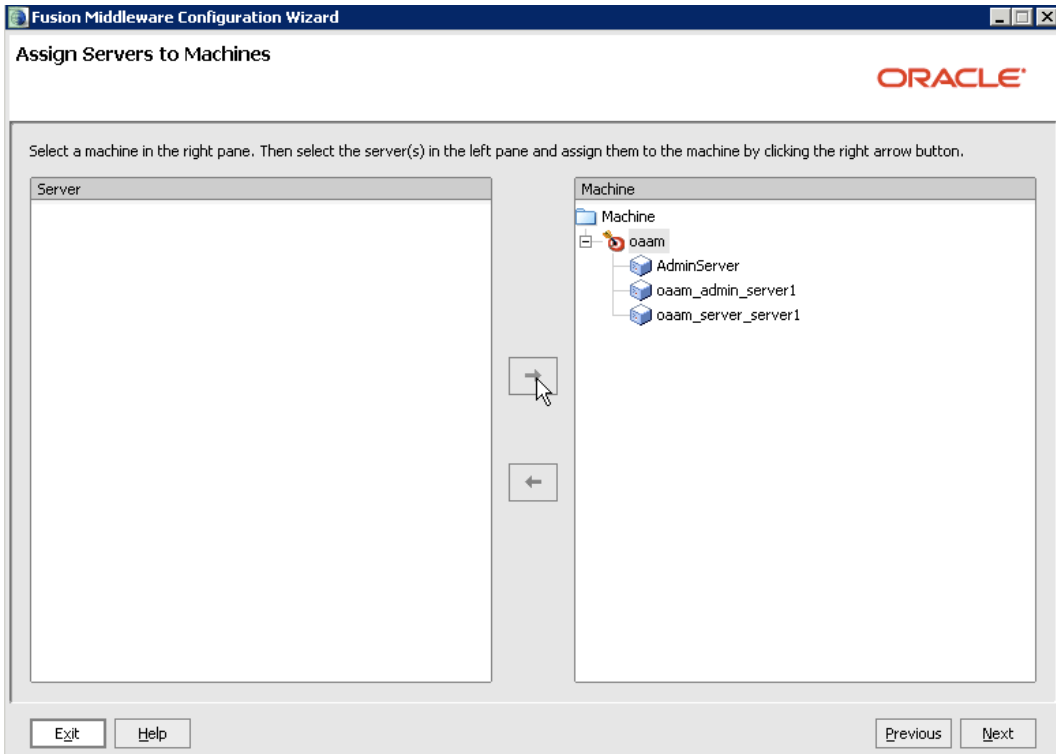 Fusion Middleware Configuration Wizard
Assign Servers to Machines
ORACLE
Select a machine in the right pane. Then select the server(s) in the left pane and assign them to the machine by clicking the right arrow button.
Server
Machine
Machine
oaam
AdminServer
oaam_admin_server1
oaam_server_server1
Exit Help Previous Next